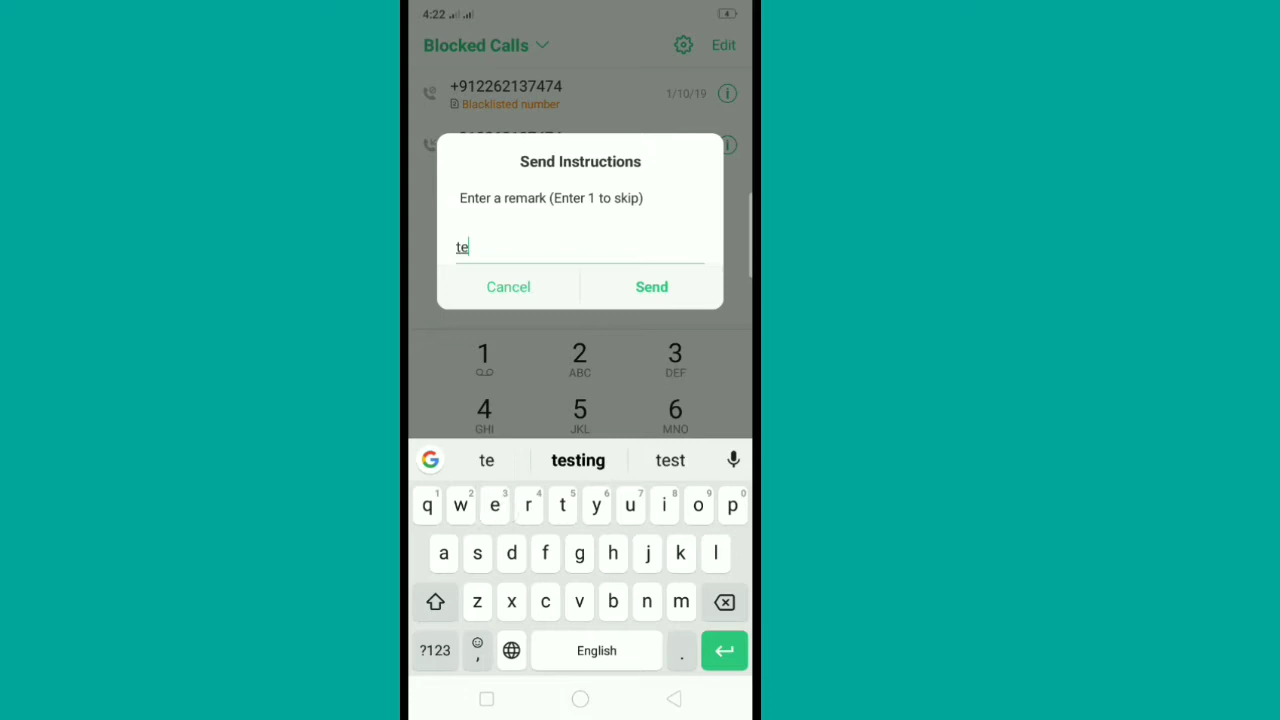 4:22
4
Blocked Calls
Edit
+912262137474
1/10/19
Blacklisted number
Send Instructions
Enter a remark (Enter 1 to skip)
te
Cancel
Send
1 2 3
ABC DEF
4 5 6
GHI JKL MNO
te testing test
1 2 3 4 5 6 7 8 9 0
q w e r t y u i o p
a s d f g h j k l
z x c v b n m
?123 , English .